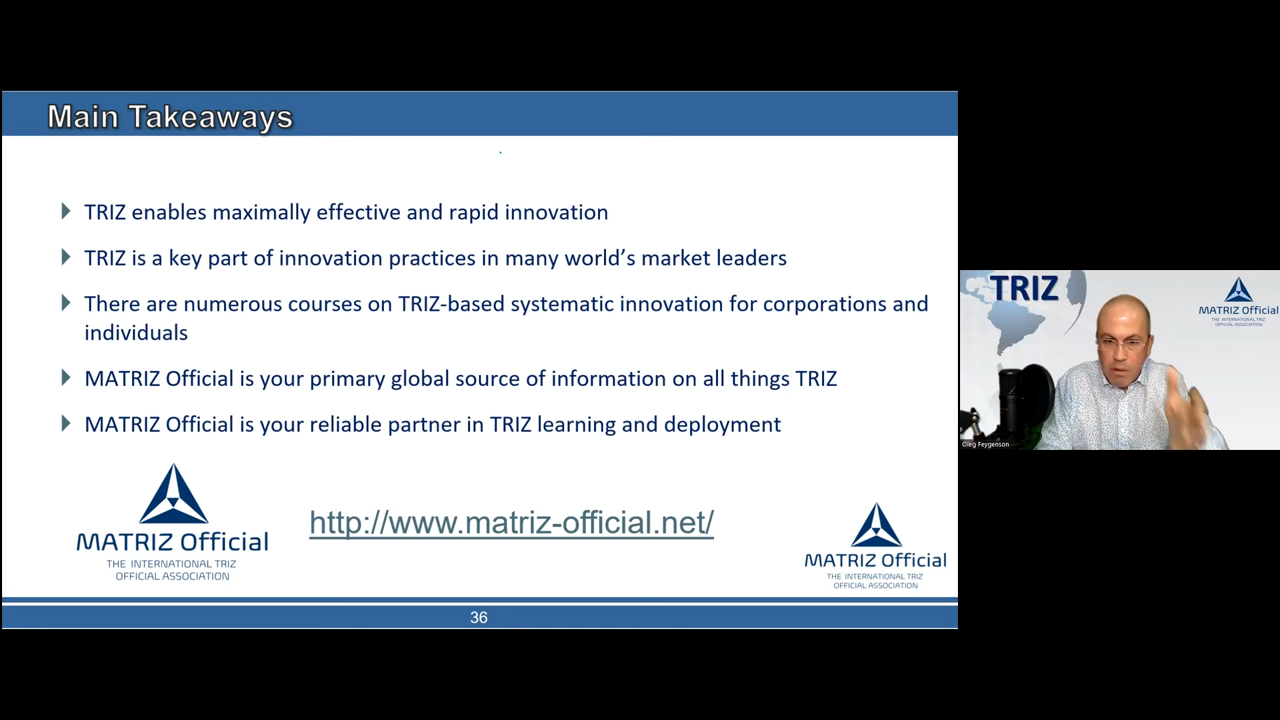 Main Takeaways
TRIZ enables maximally effective and rapid innovation
TRIZ is a key part of innovation practices in many world's market leaders
There are numerous courses on TRIZ-based systematic innovation for corporations and
individuals
MATRIZ Official is your primary global source of information on all things TRIZ
MATRIZ Official is your reliable partner in TRIZ learning and deployment
MATRIZ Official
THE INTERNATIONAL TRIZ
OFFICIAL ASSOCIATION
http://www.matriz-official.net/
MATRIZ Official
THE INTERNATIONAL TRIZ
OFFICIAL ASSOCIATION
36
TRIZ
MATRIZ Official
THE INTERNATIONAL TRIZ
OFFICIAL ASSOCIATION
Oleg Feygenson